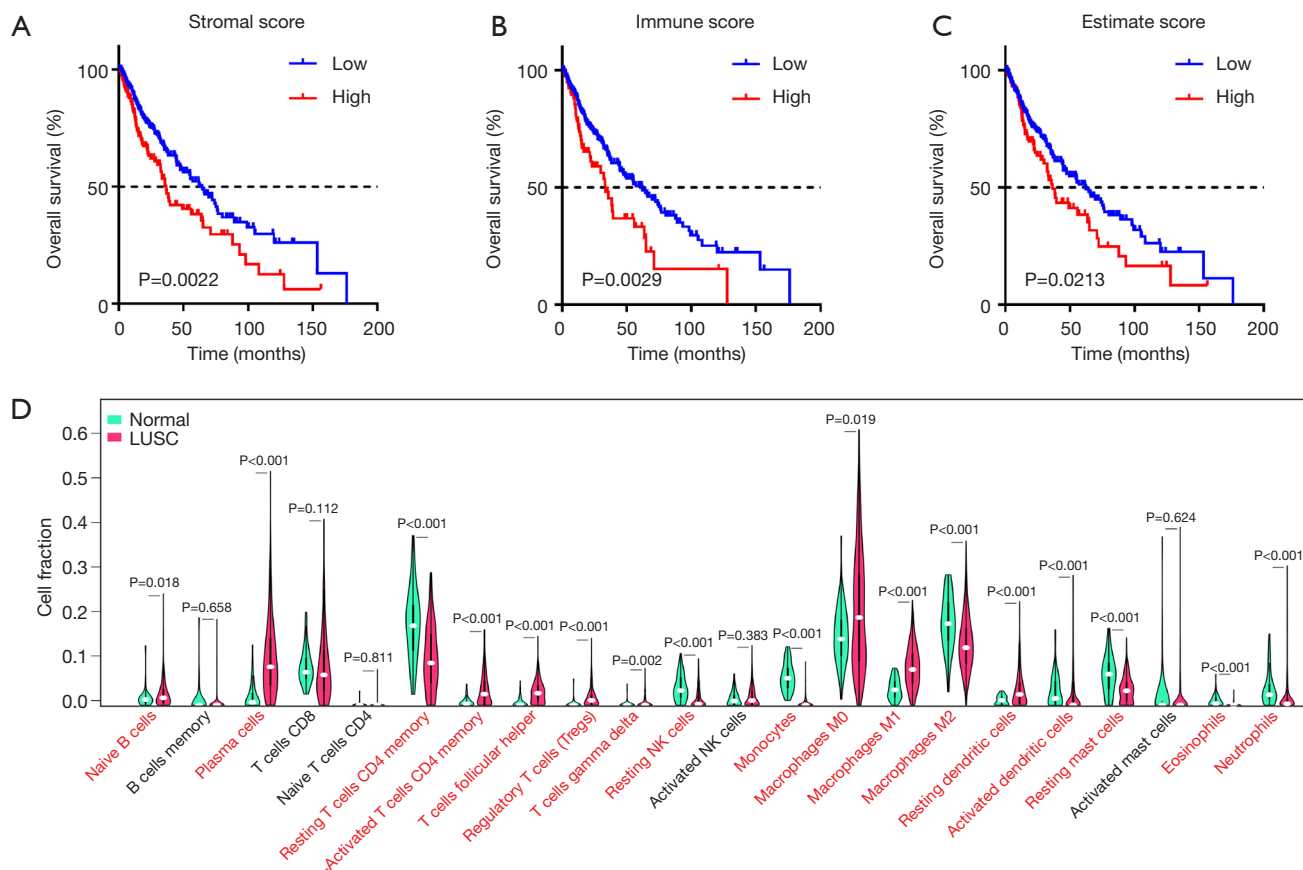 A
Stromal score
Low
High
100
50
0
Overall survival (%)
P=0.0022
0 50 100 150 200
Time (months)
B
Immune score
Low
High
100
50
0
Overall survival (%)
P=0.0029
0 50 100 150 200
Time (months)
C
Estimate score
Low
High
100
50
0
Overall survival (%)
P=0.0213
0 50 100 150 200
Time (months)
D
Normal
LUSC
Cell fraction
0.6
0.5
0.4
0.3
0.2
0.1
0.0
P=0.018
P=0.658
P<0.001
P=0.112
P=0.811
P<0.001
P<0.001
P<0.001
P<0.001
P=0.002
P<0.001
P=0.383
P<0.001
P=0.019
P<0.001
P<0.001
P<0.001
P<0.001
P<0.001
P=0.624
P<0.001
P<0.001
Naive B cells
B cells memory
Plasma cells
T cells CD8
Naive T cells CD4
Resting T cells CD4 memory
Activated T cells CD4 memory
T cells follicular helper
Regulatory T cells (Tregs)
T cells gamma delta
Resting NK cells
Activated NK cells
Monocytes
Macrophages M0
Macrophages M1
Macrophages M2
Resting dendritic cells
Activated dendritic cells
Resting mast cells
Activated mast cells
Eosinophils
Neutrophils